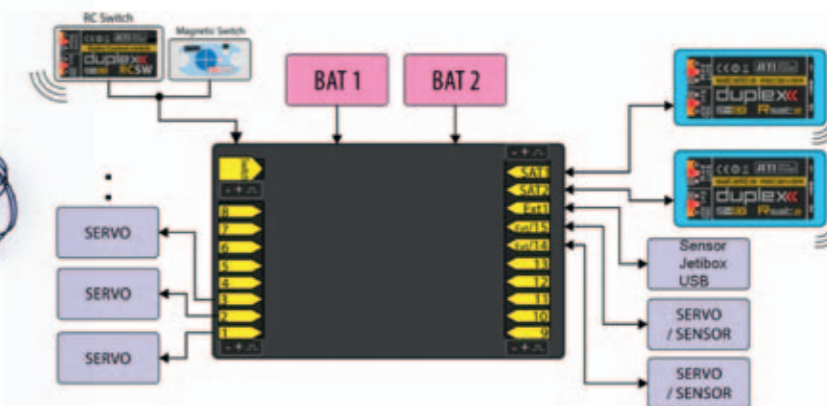 RC Switch
Magnetic Switch
duplex
RCSW
BAT 1
BAT 2
duplex
Rsat2
duplex
Rsat2
- + ⎍
- + ⎍
SAT1
SAT2
Ext1
Ext/15
Ext/14
13
12
11
10
9
- + ⎍
8
7
6
5
4
3
2
1
- + ⎍
SERVO
SERVO
SERVO
Sensor
Jetibox
USB
SERVO
/ SENSOR
SERVO
/ SENSOR